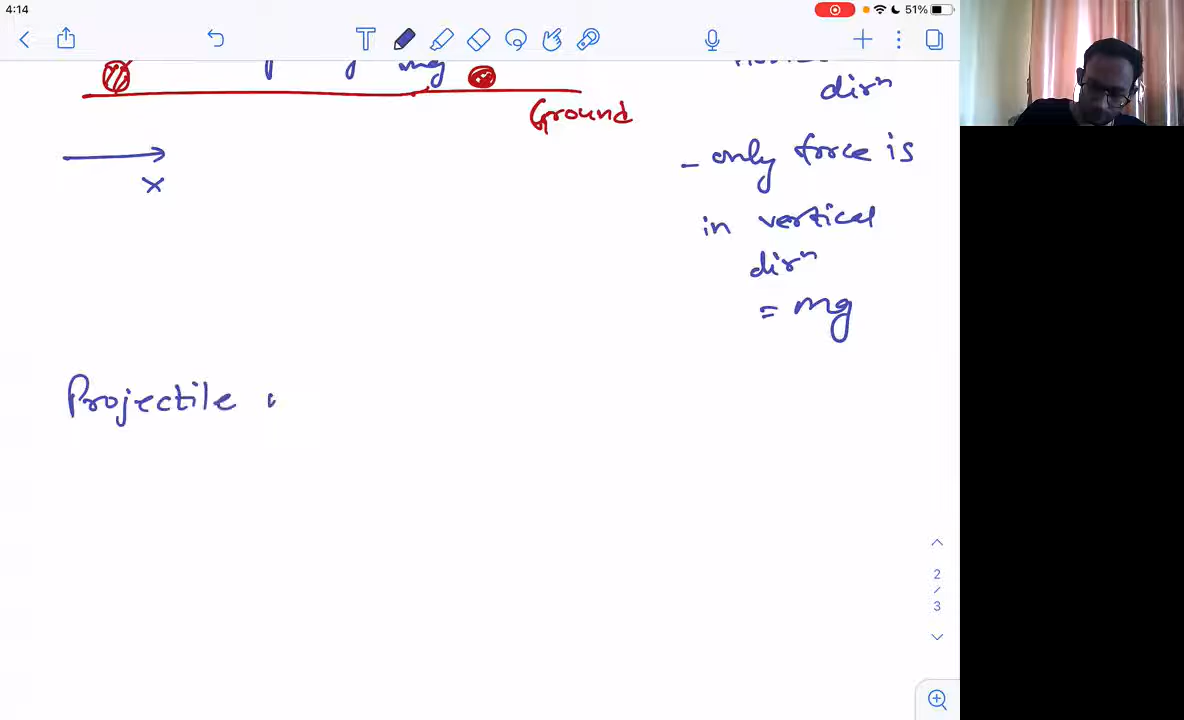 4:14
51%
mg
dirⁿ
Ground
- only force is
x
in vertical
dirⁿ
= mg
Projectile
2
/
3